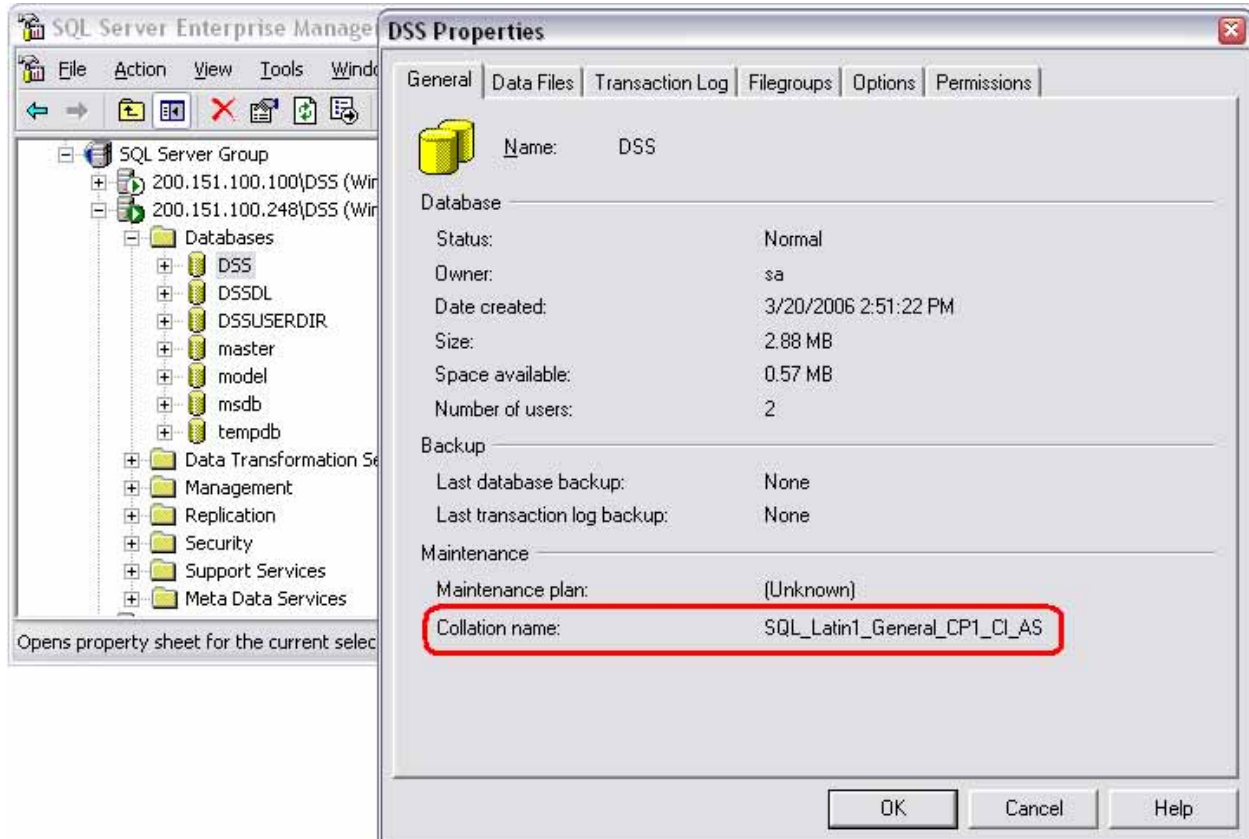 SQL Server Enterprise Manage
File Action View Tools Windo
SQL Server Group
200.151.100.100\DSS (Wir
200.151.100.248\DSS (Wir
Databases
DSS
DSSDL
DSSUSERDIR
master
model
msdb
tempdb
Data Transformation Se
Management
Replication
Security
Support Services
Meta Data Services
Opens property sheet for the current selec
DSS Properties
General Data Files Transaction Log Filegroups Options Permissions
Name: DSS
Database
Status: Normal
Owner: sa
Date created: 3/20/2006 2:51:22 PM
Size: 2.88 MB
Space available: 0.57 MB
Number of users: 2
Backup
Last database backup: None
Last transaction log backup: None
Maintenance
Maintenance plan: (Unknown)
Collation name: SQL_Latin1_General_CP1_CI_AS
OK Cancel Help